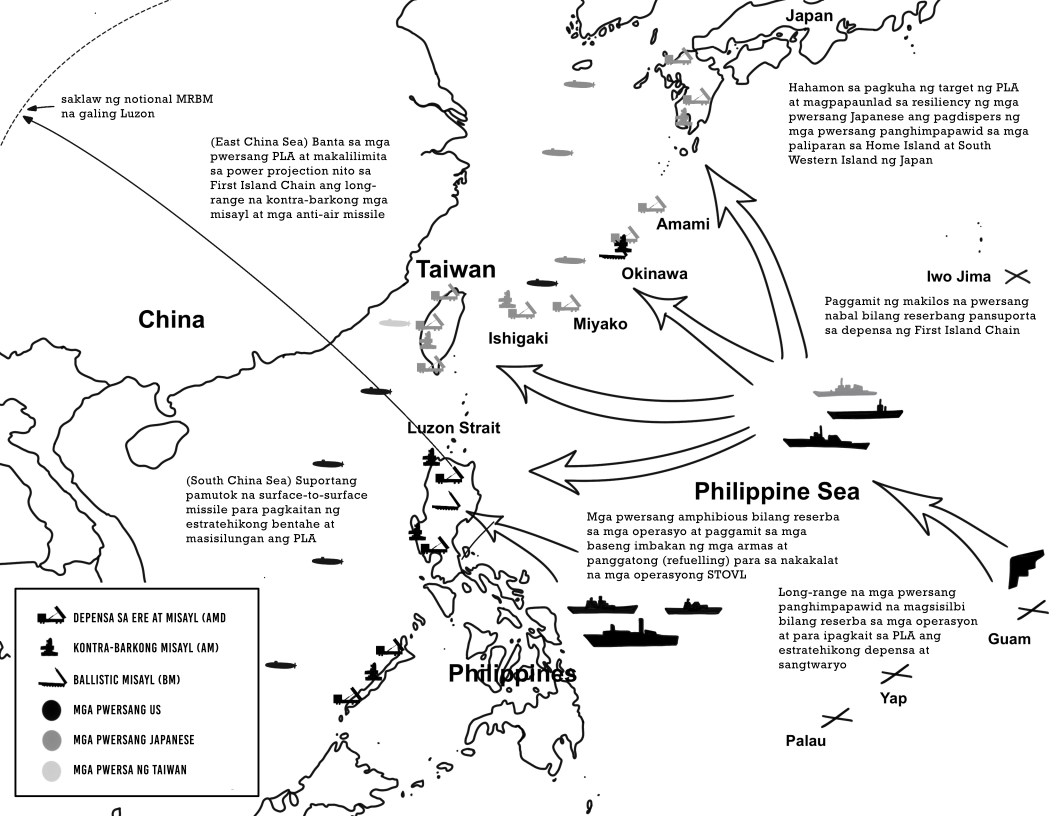 Japan
saklaw ng notional MRBM
na galing Luzon
(East China Sea) Banta sa mga
pwersang PLA at makalilimita
sa power projection nito sa
First Island Chain ang long-
range na kontra-barkong mga
misayl at mga anti-air missile
Hahamon sa pagkuha ng target ng PLA
at magpapaunlad sa resiliency ng mga
pwersang Japanese ang pagdispers ng
mga pwersang panghimpapawid sa mga
paliparan sa Home Island at South
Western Island ng Japan
Amami
Okinawa
Taiwan
Iwo Jima
China
Miyako
Ishigaki
Paggamit ng makilos na pwersang
nabal bilang reserbang pansuporta
sa depensa ng First Island Chain
Luzon Strait
(South China Sea) Suportang
pamutok na surface-to-surface
missile para pagkaitan ng
estratehikong bentahe at
masisilungan ang PLA
Philippine Sea
Mga pwersang amphibious bilang reserba
sa mga operasyo at paggamit sa mga
baseng imbakan ng mga armas at
panggatong (refuelling) para sa nakakalat
na mga operasyong STOVL
Long-range na mga pwersang
panghimpapawid na magsisilbi
bilang reserba sa mga operasyon
at para ipagkait sa PLA ang
estratehikong depensa at
sangtwaryo
Guam
Philippines
Yap
Palau
DEPENSA SA ERE AT MISAYL (AMD
KONTRA-BARKONG MISAYL (AM)
BALLISTIC MISAYL (BM)
MGA PWERSANG US
MGA PWERSANG JAPANESE
MGA PWERSA NG TAIWAN